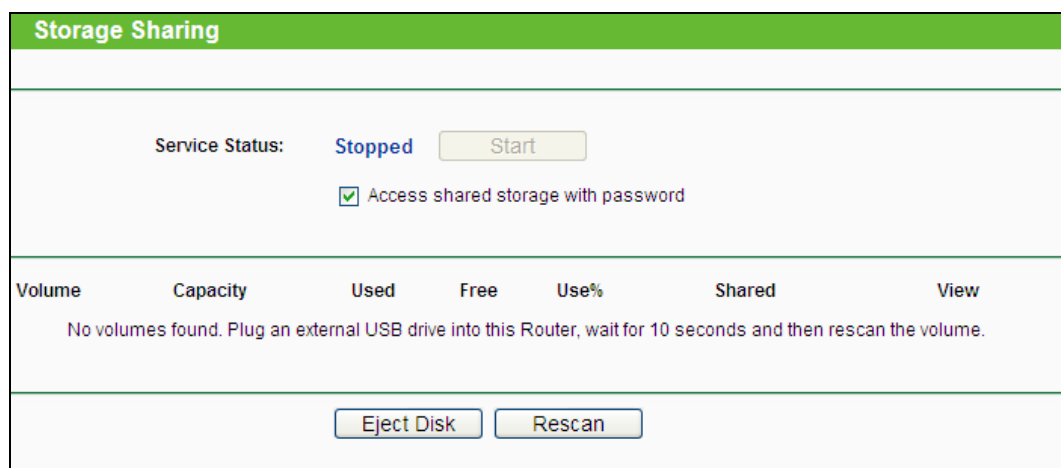 Storage Sharing
Service Status: Stopped Start
Access shared storage with password
Volume Capacity Used Free Use% Shared View
No volumes found. Plug an external USB drive into this Router, wait for 10 seconds and then rescan the volume.
Eject Disk Rescan